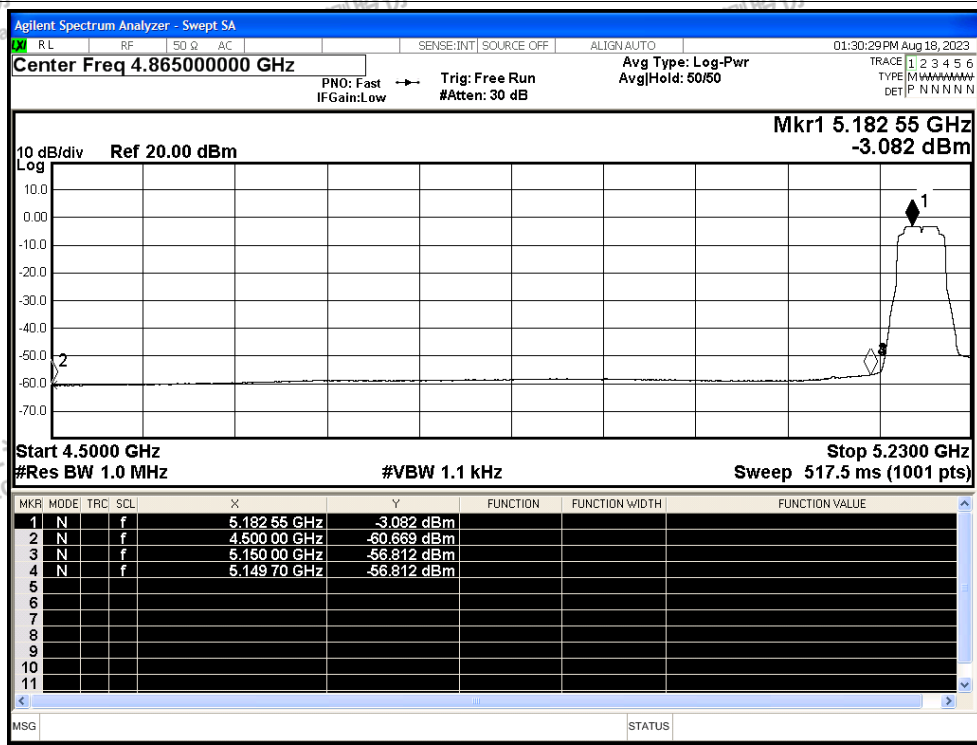 Agilent Spectrum Analyzer - Swept SA
LXI RL RF 50 Ω AC SENSE:INT SOURCE OFF ALIGN AUTO 01:30:29 PM Aug 18, 2023
Center Freq 4.865000000 GHz
PNO: Fast
IFGain:Low
Trig: Free Run
#Atten: 30 dB
Avg Type: Log-Pwr
Avg|Hold: 50/50
TRACE 1 2 3 4 5 6
TYPE M
DET P N N N N N
Mkr1 5.182 55 GHz
-3.082 dBm
10 dB/div Ref 20.00 dBm
Log
10.0
0.00
-10.0
-20.0
-30.0
-40.0
-50.0
-60.0
-70.0
1
2
Start 4.5000 GHz Stop 5.2300 GHz
#Res BW 1.0 MHz #VBW 1.1 kHz Sweep 517.5 ms (1001 pts)
MKR MODE TRC SCL X Y FUNCTION FUNCTION WIDTH FUNCTION VALUE
1 N f 5.182 55 GHz -3.082 dBm
2 N f 4.500 00 GHz -60.669 dBm
3 N f 5.150 00 GHz -56.812 dBm
4 N f 5.149 70 GHz -56.812 dBm
5
6
7
8
9
10
11
MSG STATUS